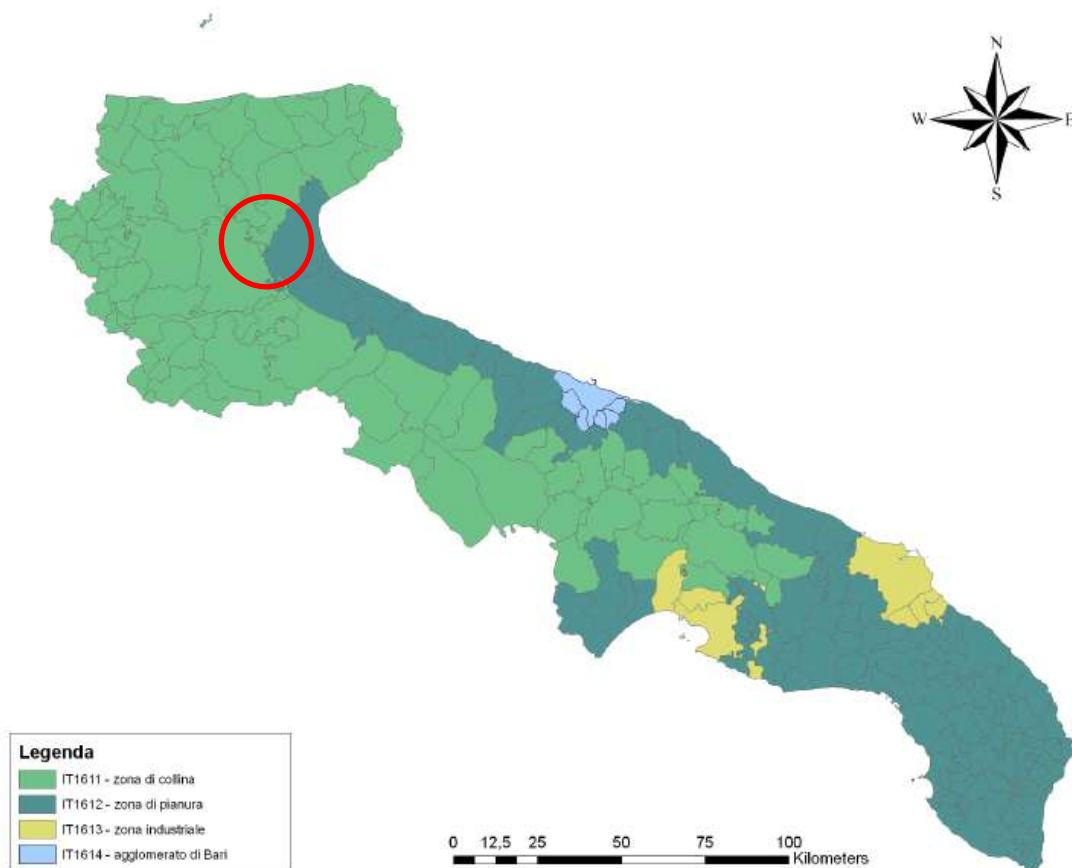 N
W E
S
Legenda
IT1611 - zona di collina
IT1612 - zona di pianura
IT1613 - zona industriale
IT1614 - agglomerato di Bari
0 12,5 25 50 75 100
Kilometers